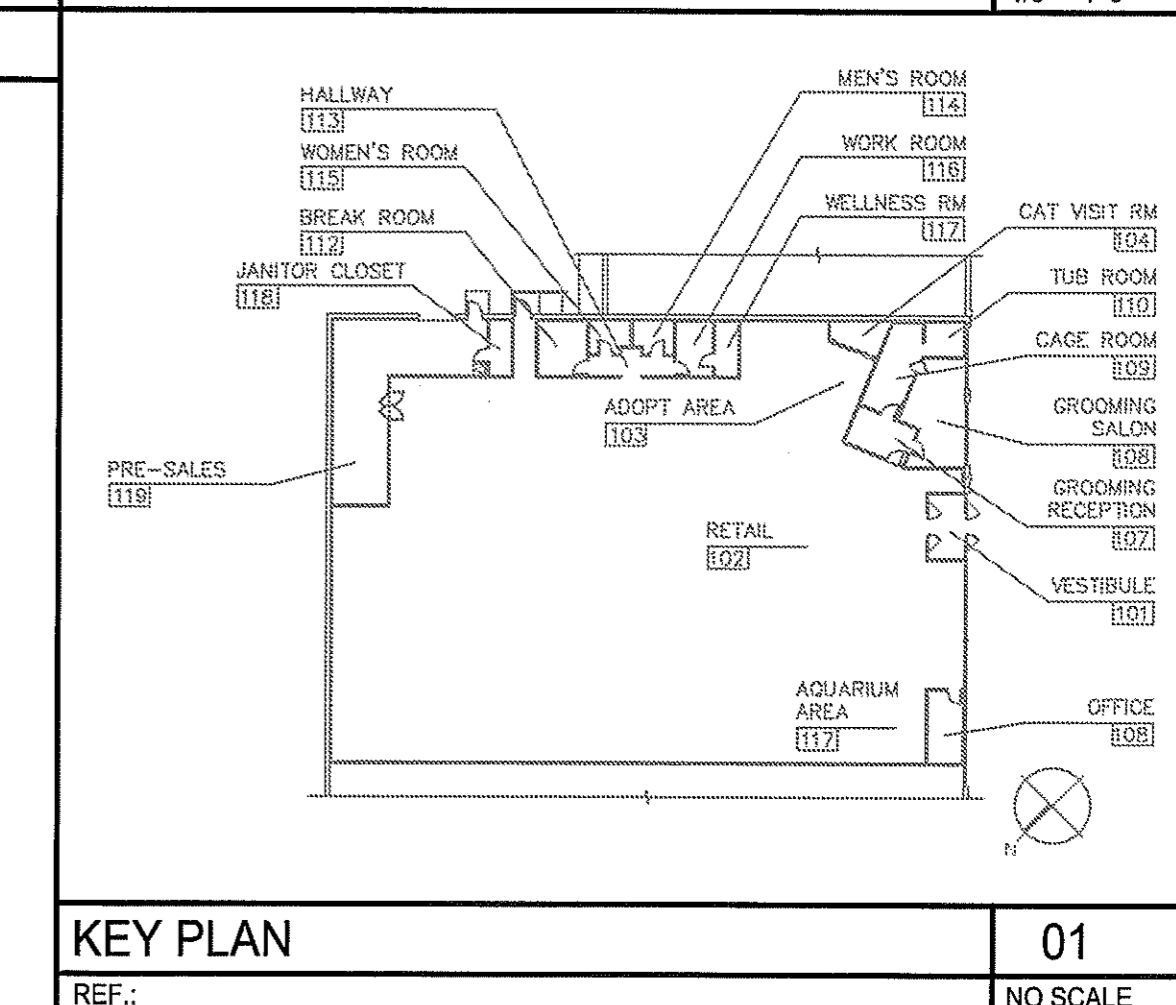 HALLWAY
113
WOMEN'S ROOM
115
BREAK ROOM
112
JANITOR CLOSET
118
MEN'S ROOM
114
WORK ROOM
116
WELLNESS RM
117
CAT VISIT RM
104
TUB ROOM
110
CAGE ROOM
109
GROOMING
SALON
108
GROOMING
RECEPTION
107
VESTIBULE
101
ADOPT AREA
103
PRE-SALES
119
RETAIL
102
AQUARIUM
AREA
117
OFFICE
108
N
KEY PLAN
01
REF.:
NO SCALE